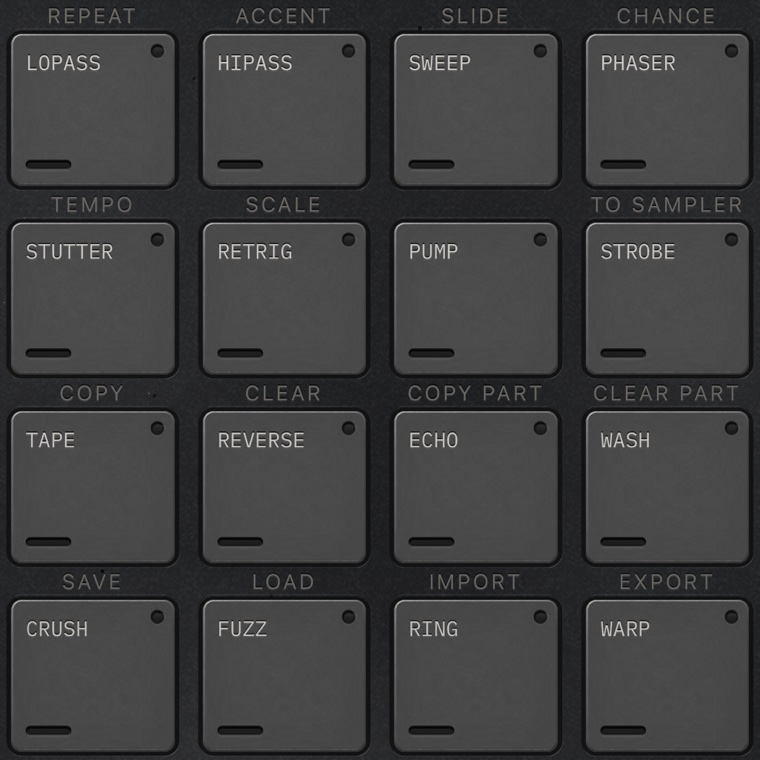 REPEAT ACCENT SLIDE CHANCE
LOPASS HIPASS SWEEP PHASER
TEMPO SCALE TO SAMPLER
STUTTER RETRIG PUMP STROBE
COPY CLEAR COPY PART CLEAR PART
TAPE REVERSE ECHO WASH
SAVE LOAD IMPORT EXPORT
CRUSH FUZZ RING WARP